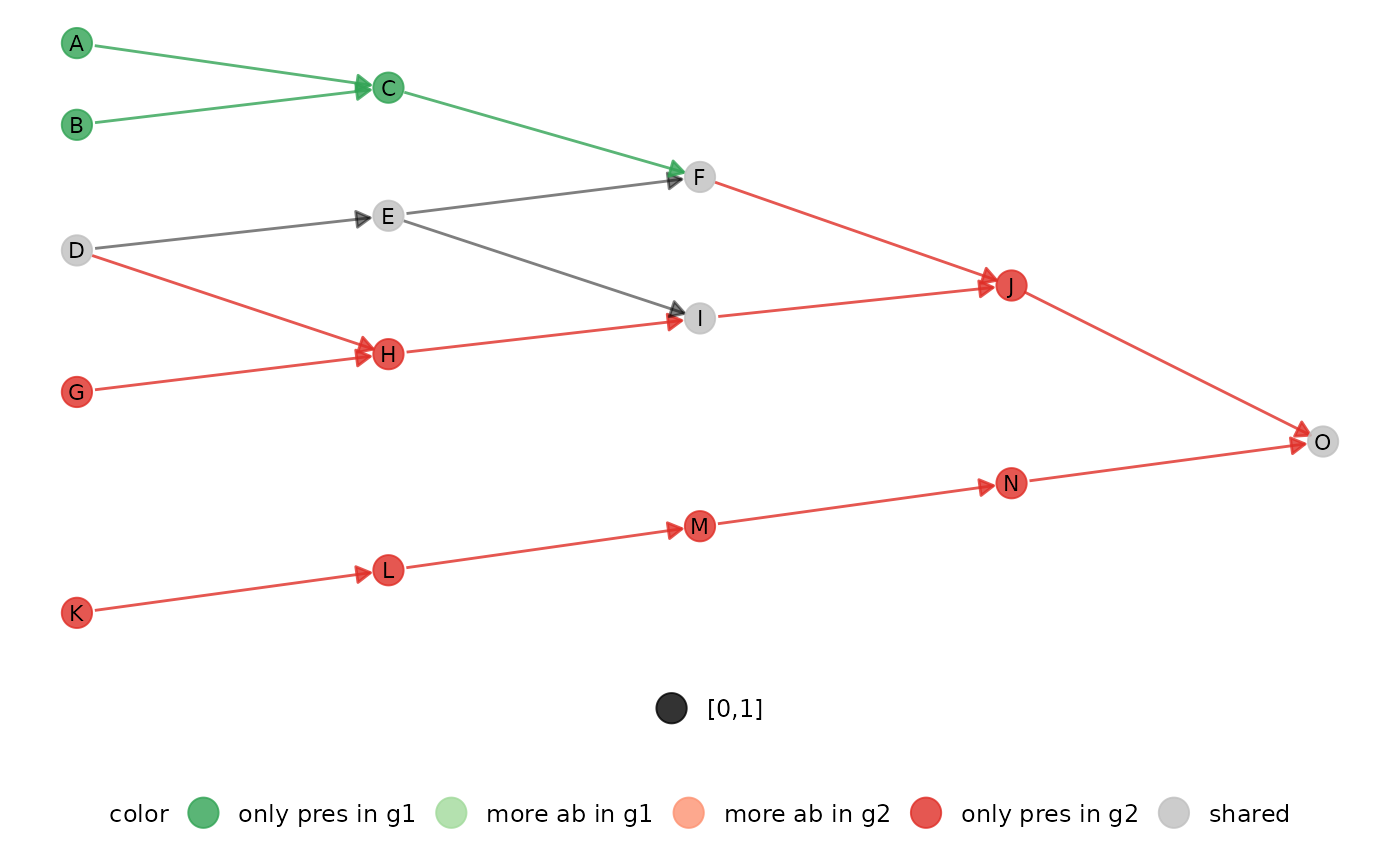 A
C
B
F
E
D
J
I
H
G
O
N
M
L
K
[0,1]
color only pres in g1 more ab in g1 more ab in g2 only pres in g2 shared